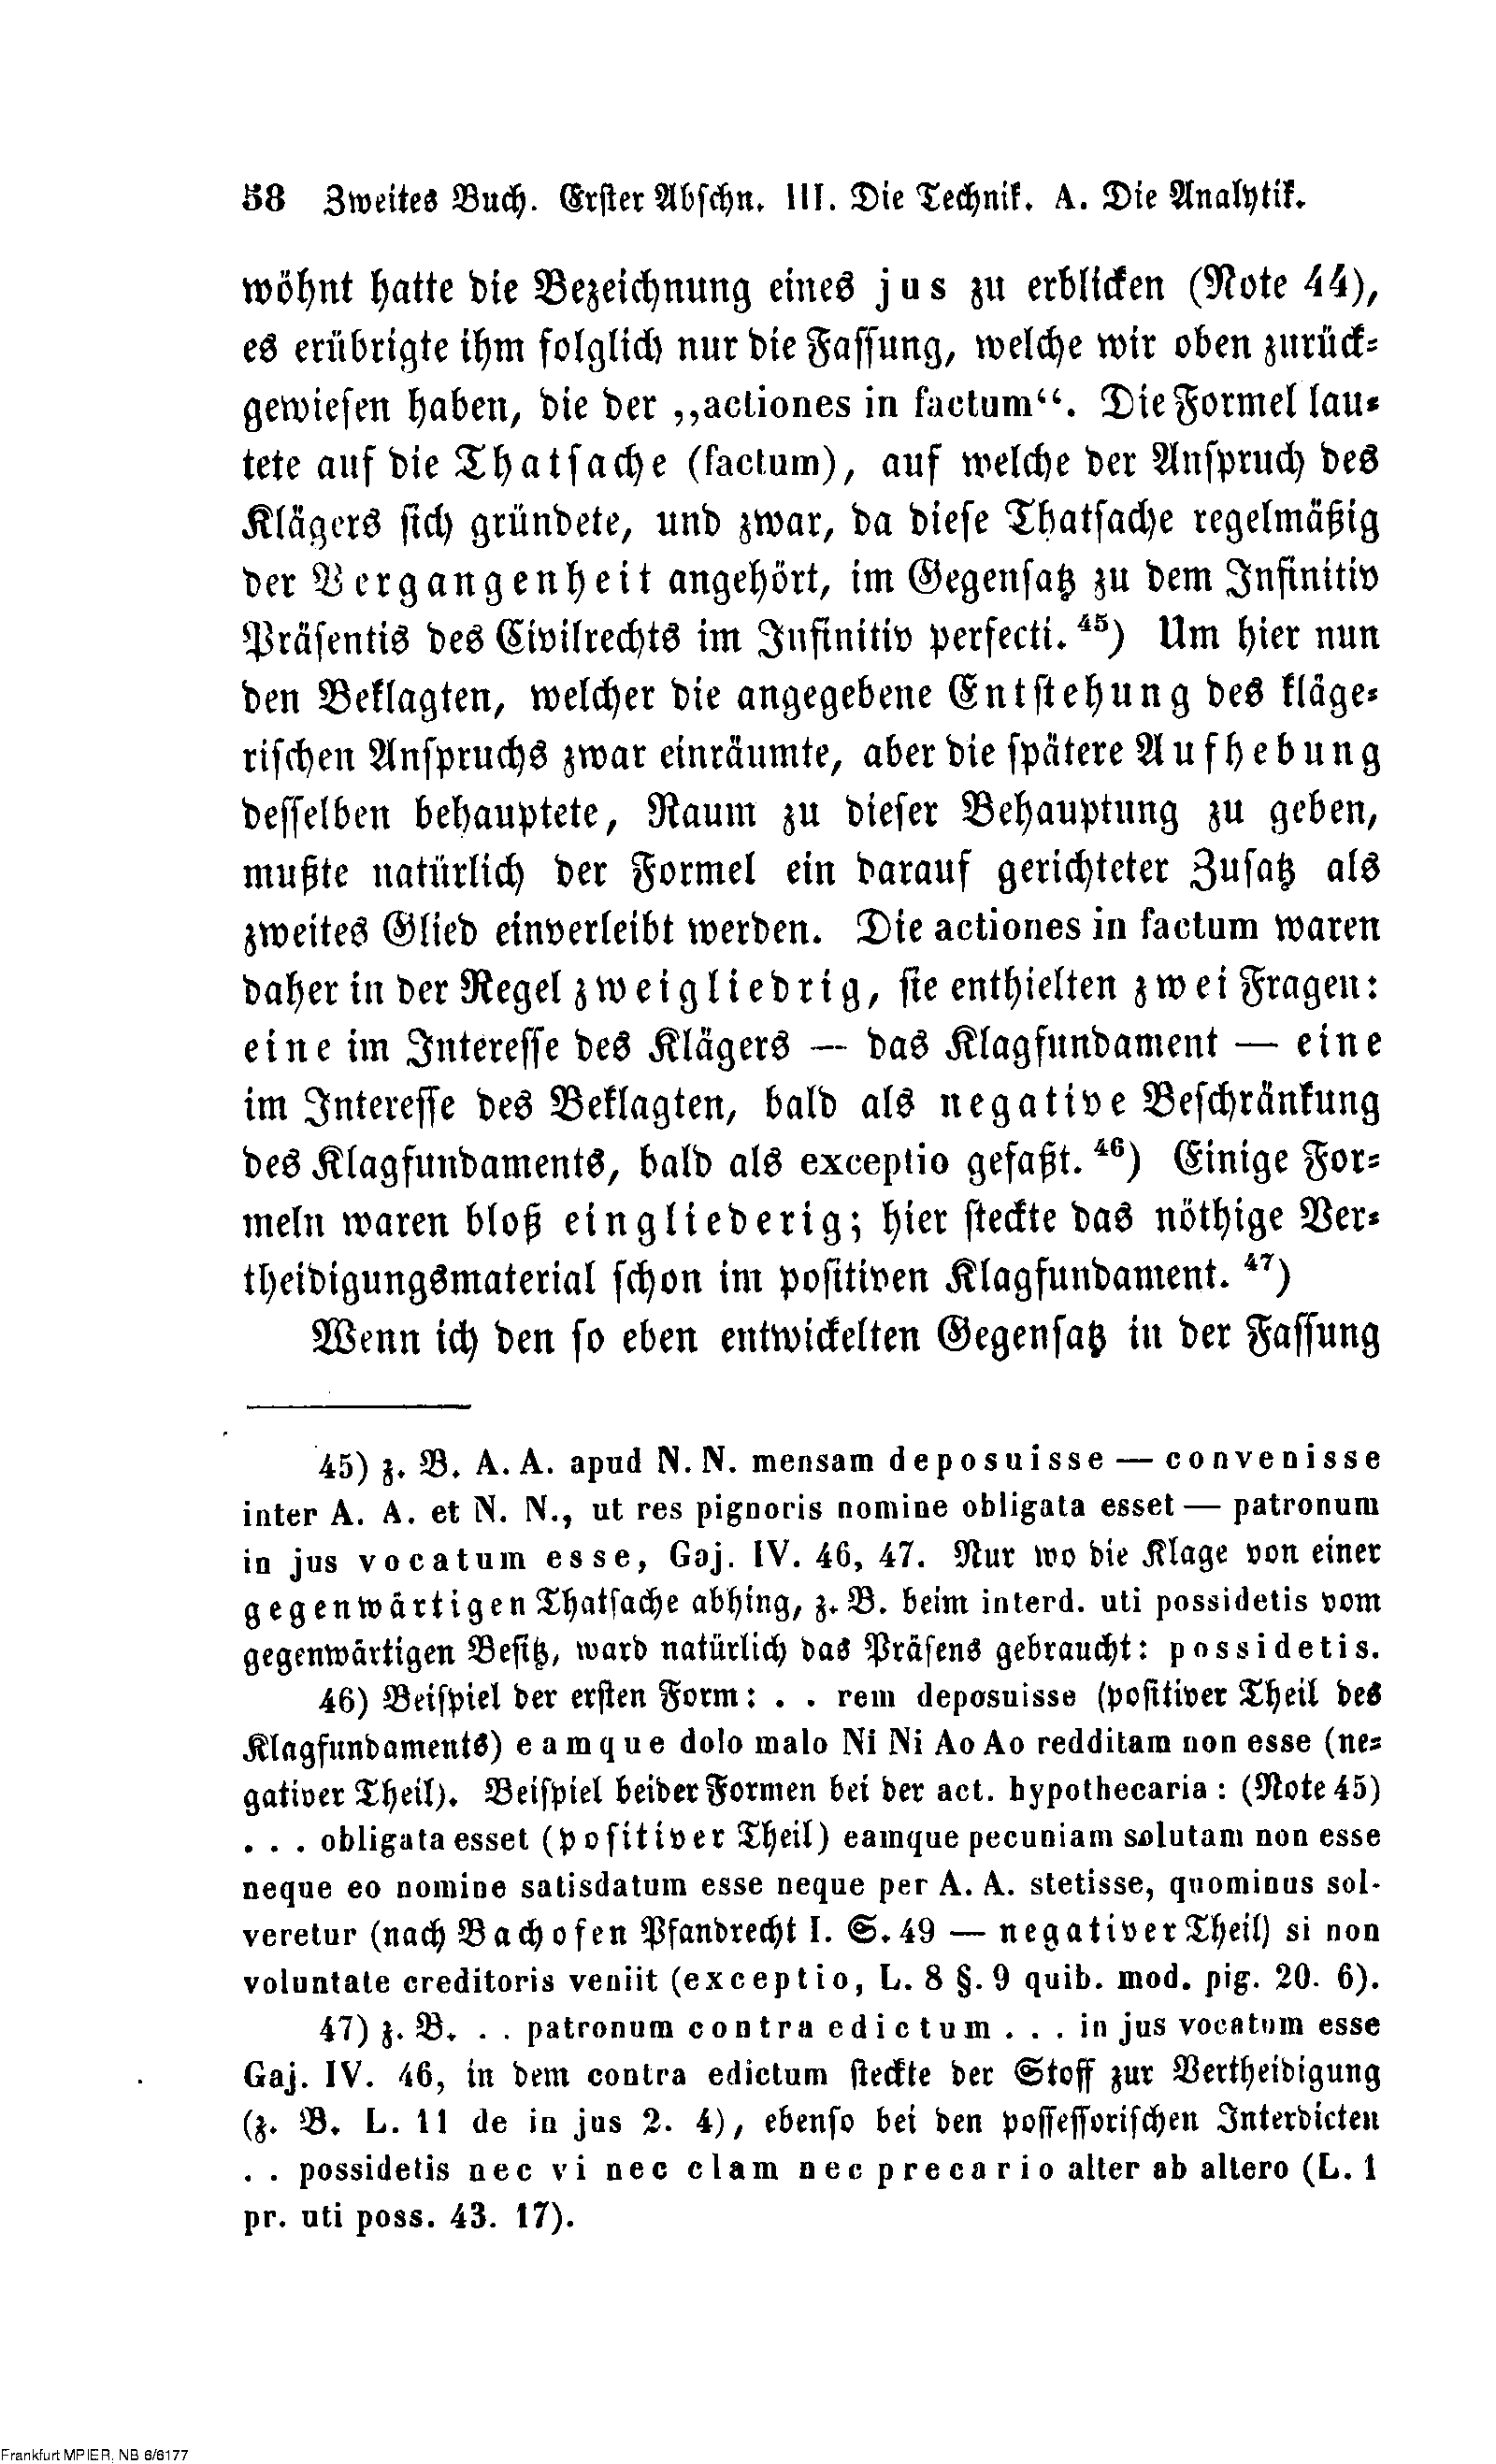 58 Zweites Buch. Erster Abschn. III. Die Technik. A. Die Analytik.
wöhnt hatte die Bezeichnung eines jus zu erblicken (Note 44),
es erübrigte ihm folglich nur die Fassung, welche wir oben zurück-
gewiesen haben, die der „actiones in factum“. Die Formel lau-
tete auf die Thatsache (factum), auf welche der Anspruch des
Klägers sich gründete, und zwar, da diese Thatsache regelmäßig
der Vergangenheit angehört, im Gegensatz zu dem Infinitiv
Präsentis des Civilrechts im Infinitiv perfecti. 45) Um hier nun
den Beklagten, welcher die angegebene Entstehung des kläge-
rischen Anspruchs zwar einräumte, aber die spätere Aufhebung
desselben behauptete, Raum zu dieser Behauptung zu geben,
mußte natürlich der Formel ein darauf gerichteter Zusatz als
zweites Glied einverleibt werden. Die actiones in factum waren
daher in der Regel zweigliedrig, sie enthielten zwei Fragen:
eine im Interesse des Klägers — das Klagfundament — eine
im Interesse des Beklagten, bald als negative Beschränkung
des Klagfundaments, bald als exceptio gefaßt. 46) Einige For-
meln waren bloß eingliederig; hier steckte das nöthige Ver-
theidigungsmaterial schon im positiven Klagfundament. 47)
Wenn ich den so eben entwickelten Gegensatz in der Fassung
45) z. B. A. A. apud N. N. mensam deposuisse — convenisse
inter A. A. et N. N., ut res pignoris nomine obligata esset — patronum
in jus vocatum esse, Gaj. IV. 46, 47. Nur wo die Klage von einer
gegenwärtigen Thatsache abhing, z. B. beim interd. uti possidetis vom
gegenwärtigen Besitz, ward natürlich das Präsens gebraucht: possidetis.
46) Beispiel der ersten Form: . . rem deposuisse (positiver Theil des
Klagfundaments) eamque dolo malo Ni Ni Ao Ao redditam non esse (ne-
gativer Theil). Beispiel beider Formen bei der act. hypothecaria: (Note 45)
. . . obligata esset (positiver Theil) eamque pecuniam solutam non esse
neque eo nomine satisdatum esse neque per A. A. stetisse, quominus sol-
veretur (nach Bachofen Pfandrecht I. S. 49 — negativer Theil) si non
voluntate creditoris veniit (exceptio, L. 8 §. 9 quib. mod. pig. 20. 6).
47) z. B. . . patronum contra edictum . . . in jus vocatum esse
Gaj. IV. 46, in dem contra edictum steckte der Stoff zur Vertheidigung
(z. B. L. 11 de in jus 2. 4), ebenso bei den possessorischen Interdicten
. . possidetis nec vi nec clam nec precario alter ab altero (L. 1
pr. uti poss. 43. 17).
Frankfurt MPIER, NB 6/6177